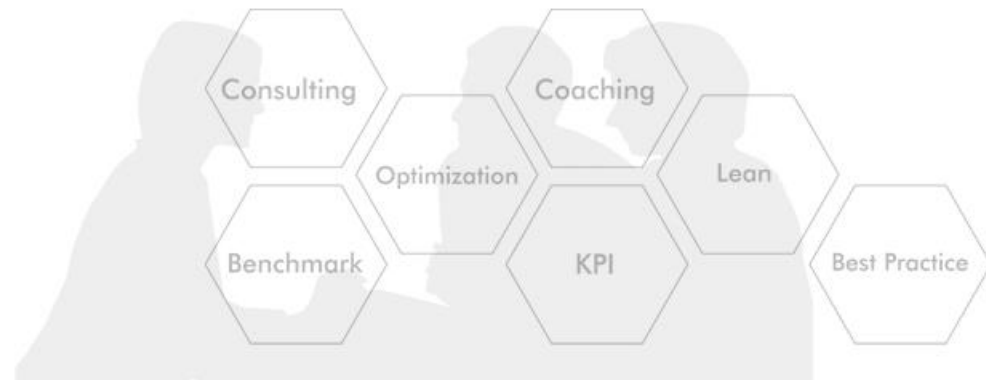 Consulting
Coaching
Optimization
Lean
Benchmark
KPI
Best Practice